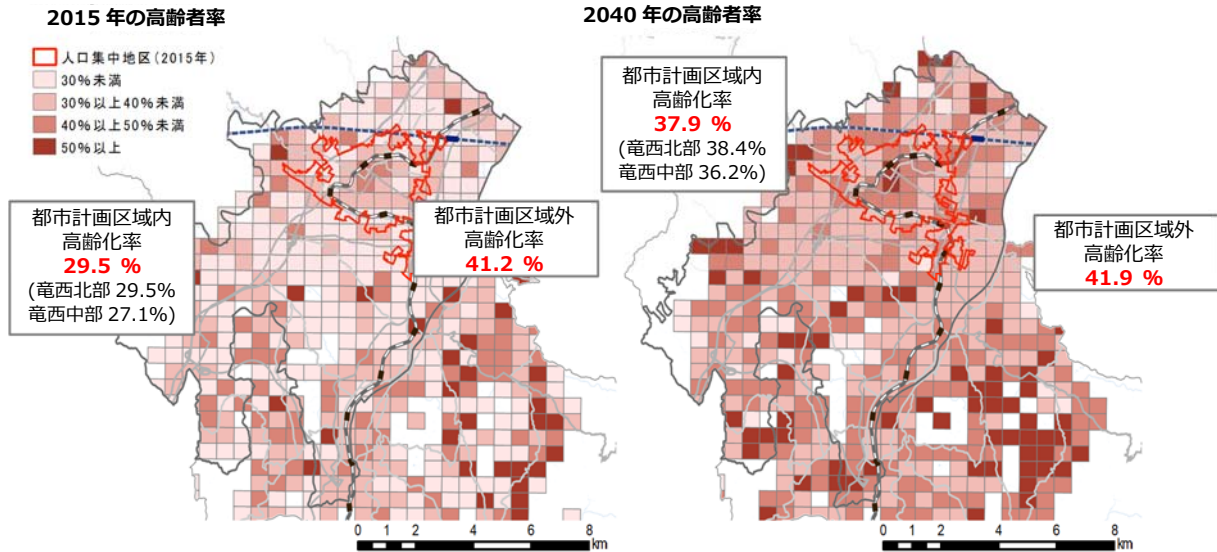 2015 年の高齢者率
人口集中地区(2015年)
30%未満
30%以上40%未満
40%以上50%未満
50%以上
都市計画区域内
高齢化率
29.5 %
(竜西北部 29.5%
竜西中部 27.1%)
都市計画区域外
高齢化率
41.2 %
0 2 4 6 8
km
2040 年の高齢者率
都市計画区域内
高齢化率
37.9 %
(竜西北部 38.4%
竜西中部 36.2%)
都市計画区域外
高齢化率
41.9 %
0 2 4 6 8
km